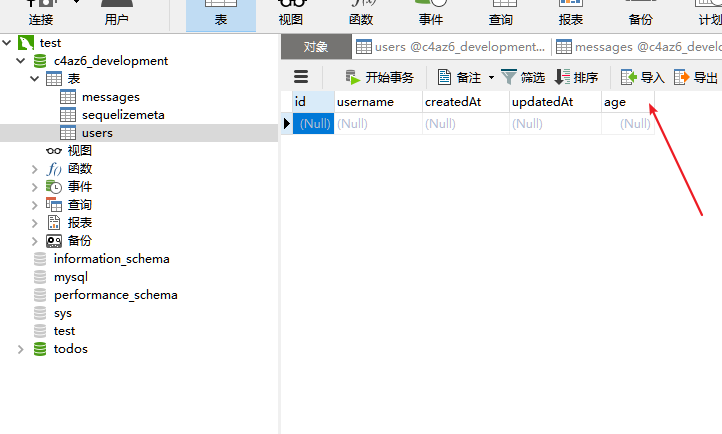 连接 用户 表 视图 函数 事件 查询 报表 备份 计划
test
c4az6_development
表
messages
sequelizemeta
users
视图
函数
事件
查询
报表
备份
information_schema
mysql
performance_schema
sys
test
todos
对象 users @c4az6_development... messages @c4az6_develo
开始事务 备注 筛选 排序 导入 导出
id username createdAt updatedAt age
(Null) (Null) (Null) (Null) (Null)